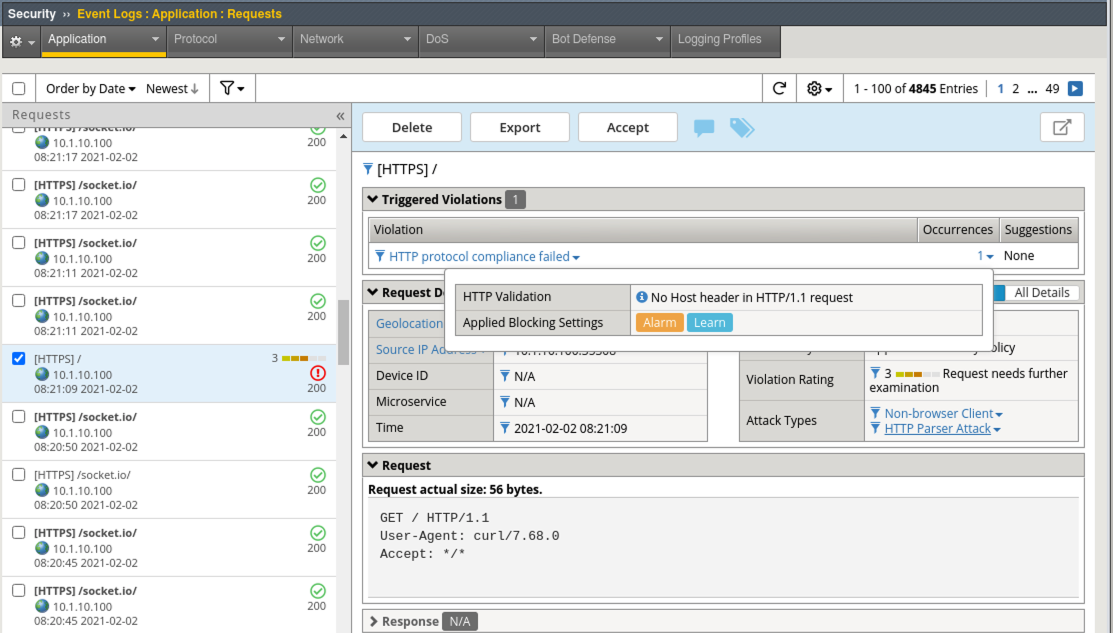 Security ›› Event Logs : Application : Requests
Application Protocol Network DoS Bot Defense Logging Profiles
Order by Date Newest 1 - 100 of 4845 Entries 1 2 ... 49
Requests «
[HTTPS] /socket.io/
10.1.10.100 200
08:21:17 2021-02-02
[HTTPS] /socket.io/
10.1.10.100 200
08:21:17 2021-02-02
[HTTPS] /socket.io/
10.1.10.100 200
08:21:11 2021-02-02
[HTTPS] /socket.io/
10.1.10.100 200
08:21:11 2021-02-02
[HTTPS] / 3
10.1.10.100
08:21:09 2021-02-02 200
[HTTPS] /socket.io/
10.1.10.100 200
08:20:50 2021-02-02
[HTTPS] /socket.io/
10.1.10.100 200
08:20:50 2021-02-02
[HTTPS] /socket.io/
10.1.10.100 200
08:20:45 2021-02-02
[HTTPS] /socket.io/
10.1.10.100 200
08:20:45 2021-02-02
Delete Export Accept
[HTTPS] /
Triggered Violations 1
Violation Occurrences Suggestions
HTTP protocol compliance failed 1 None
HTTP Validation No Host header in HTTP/1.1 request
Applied Blocking Settings Alarm Learn
Request D All Details
Geolocation
Source IP Address
Device ID N/A
Microservice N/A
Time 2021-02-02 08:21:09
Violation Rating 3 Request needs further
examination
Attack Types Non-browser Client
HTTP Parser Attack
Request
Request actual size: 56 bytes.
GET / HTTP/1.1
User-Agent: curl/7.68.0
Accept: */*
Response N/A